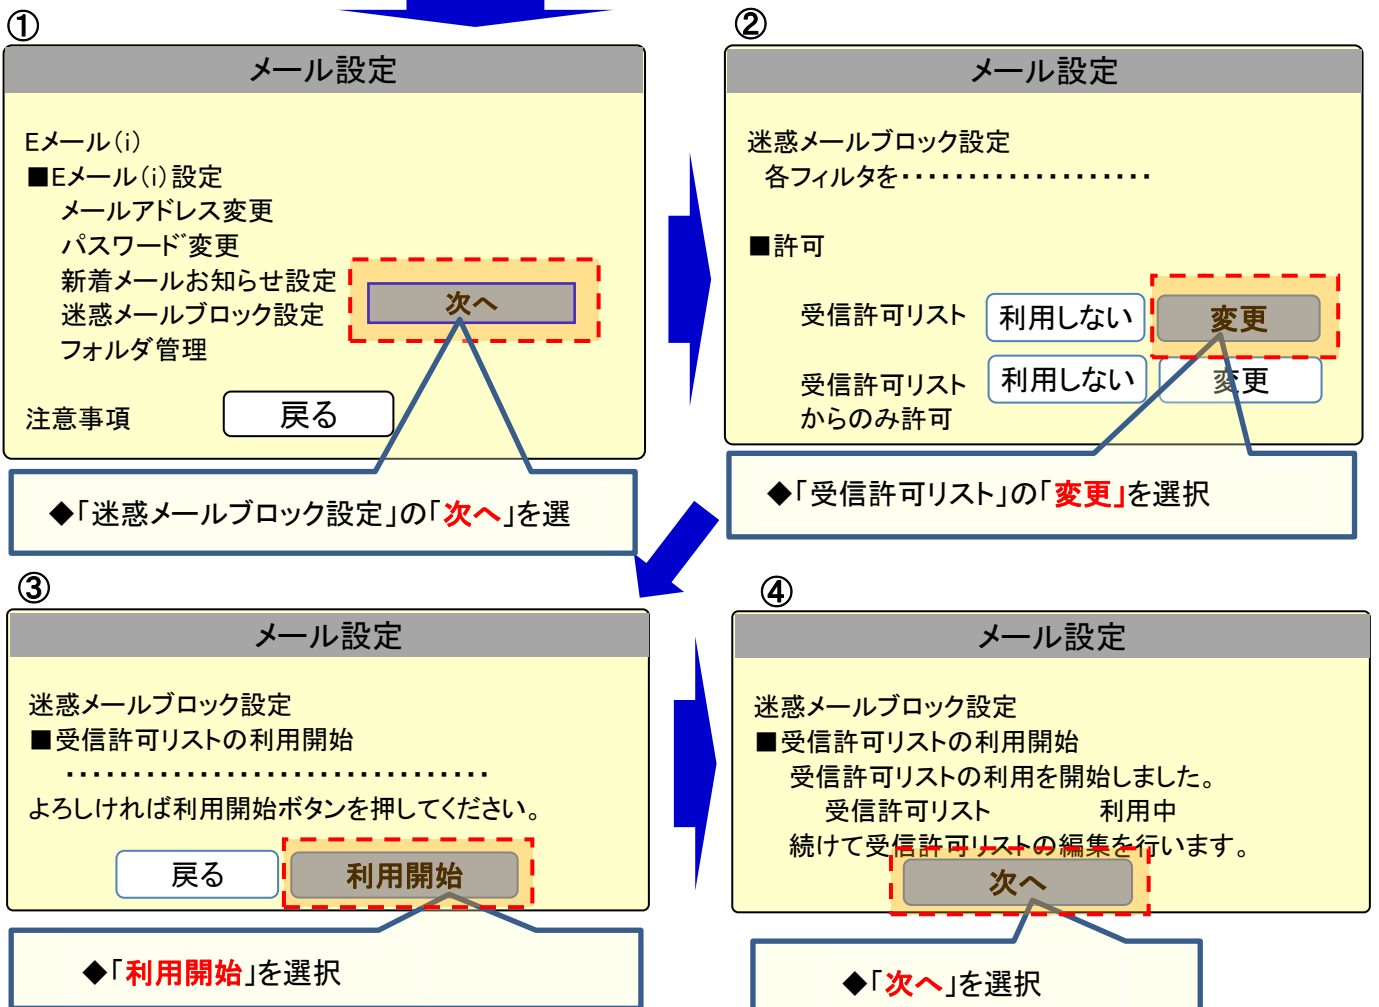 ①
メール設定
Eメール(i)
■Eメール(i)設定
メールアドレス変更
パスワード変更
新着メールお知らせ設定
迷惑メールブロック設定
次へ
フォルダ管理
注意事項
戻る
◆「迷惑メールブロック設定」の「次へ」を選
②
メール設定
迷惑メールブロック設定
各フィルタを・・・・・・・・・・・・・・・・・・・
■許可
受信許可リスト 利用しない 変更
受信許可リスト 利用しない 変更
からのみ許可
◆「受信許可リスト」の「変更」を選択
③
メール設定
迷惑メールブロック設定
■受信許可リストの利用開始
・・・・・・・・・・・・・・・・・・・・・・・・・・・・・・・・
よろしければ利用開始ボタンを押してください。
戻る 利用開始
◆「利用開始」を選択
④
メール設定
迷惑メールブロック設定
■受信許可リストの利用開始
受信許可リストの利用を開始しました。
受信許可リスト 利用中
続けて受信許可リストの編集を行います。
次へ
◆「次へ」を選択